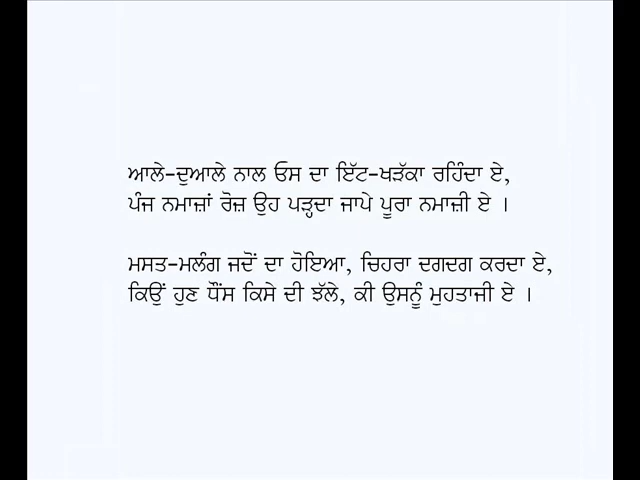 ਆਲੇ-ਦੁਆਲੇ ਨਾਲ ਓਸ ਦਾ ਇੱਟ-ਖੜੱਕਾ ਰਹਿੰਦਾ ਏ,
ਪੰਜ ਨਮਾਜ਼ਾਂ ਰੋਜ਼ ਉਹ ਪੜ੍ਹਦਾ ਜਾਪੇ ਪੂਰਾ ਨਮਾਜ਼ੀ ਏ ।
ਮਸਤ-ਮਲੰਗ ਜਦੋਂ ਦਾ ਹੋਇਆ, ਚਿਹਰਾ ਦਗਦਗ ਕਰਦਾ ਏ,
ਕਿਉਂ ਹੁਣ ਧੌਂਸ ਕਿਸੇ ਦੀ ਝੱਲੇ, ਕੀ ਉਸਨੂੰ ਮੁਹਤਾਜੀ ਏ ।